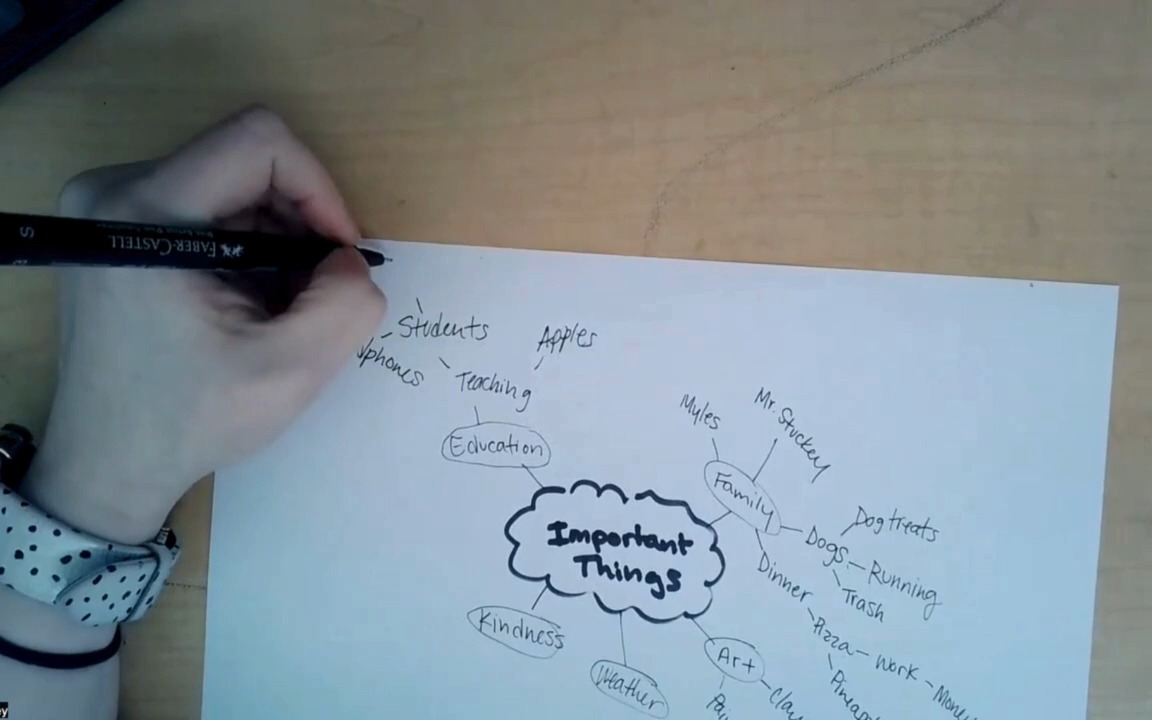 FABER-CASTELL
S
Students
Apples
Teaching
Education
Myles
Mr. Stuckey
Family
Dog treats
Dogs
Running
Trash
Dinner
Pizza
Work
Important
Things
Kindness
Weather
Art